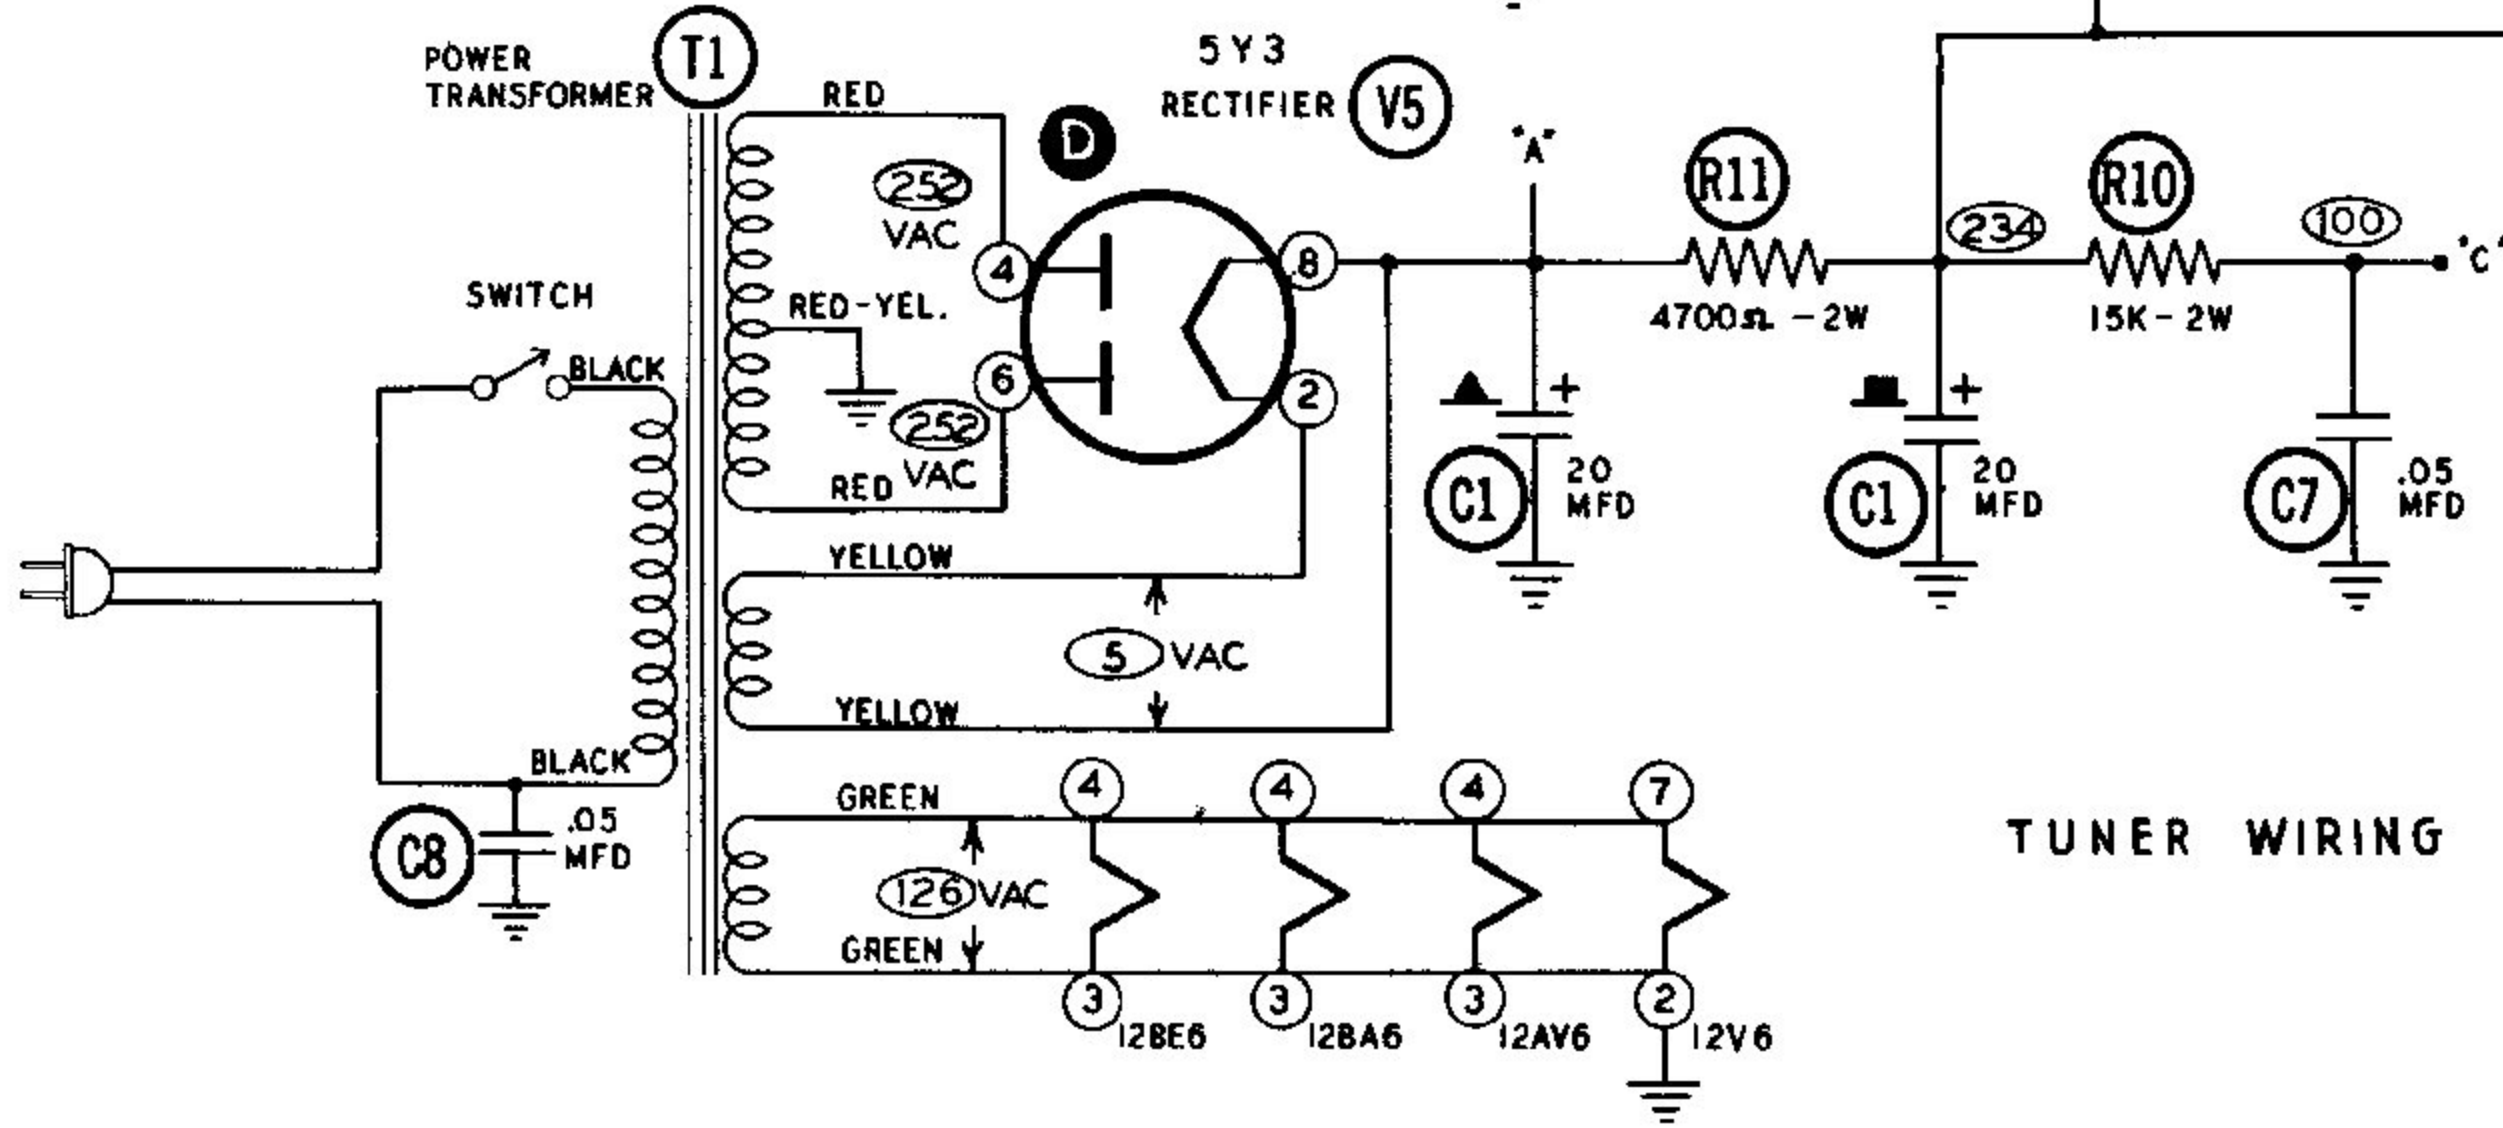 POWER
TRANSFORMER
T1
RED
252
VAC
D
5Y3
RECTIFIER
V5
"A"
R11
4700Ω - 2W
234
R10
15K - 2W
100
"C"
4
8
RED-YEL.
6
2
252
VAC
RED
SWITCH
BLACK
+
C1
20
MFD
+
C1
20
MFD
C7
.05
MFD
YELLOW
5 VAC
YELLOW
BLACK
C8
.05
MFD
GREEN
4
4
4
7
126 VAC
GREEN
3
3
3
2
12BE6
12BA6
12AV6
12V6
TUNER WIRING